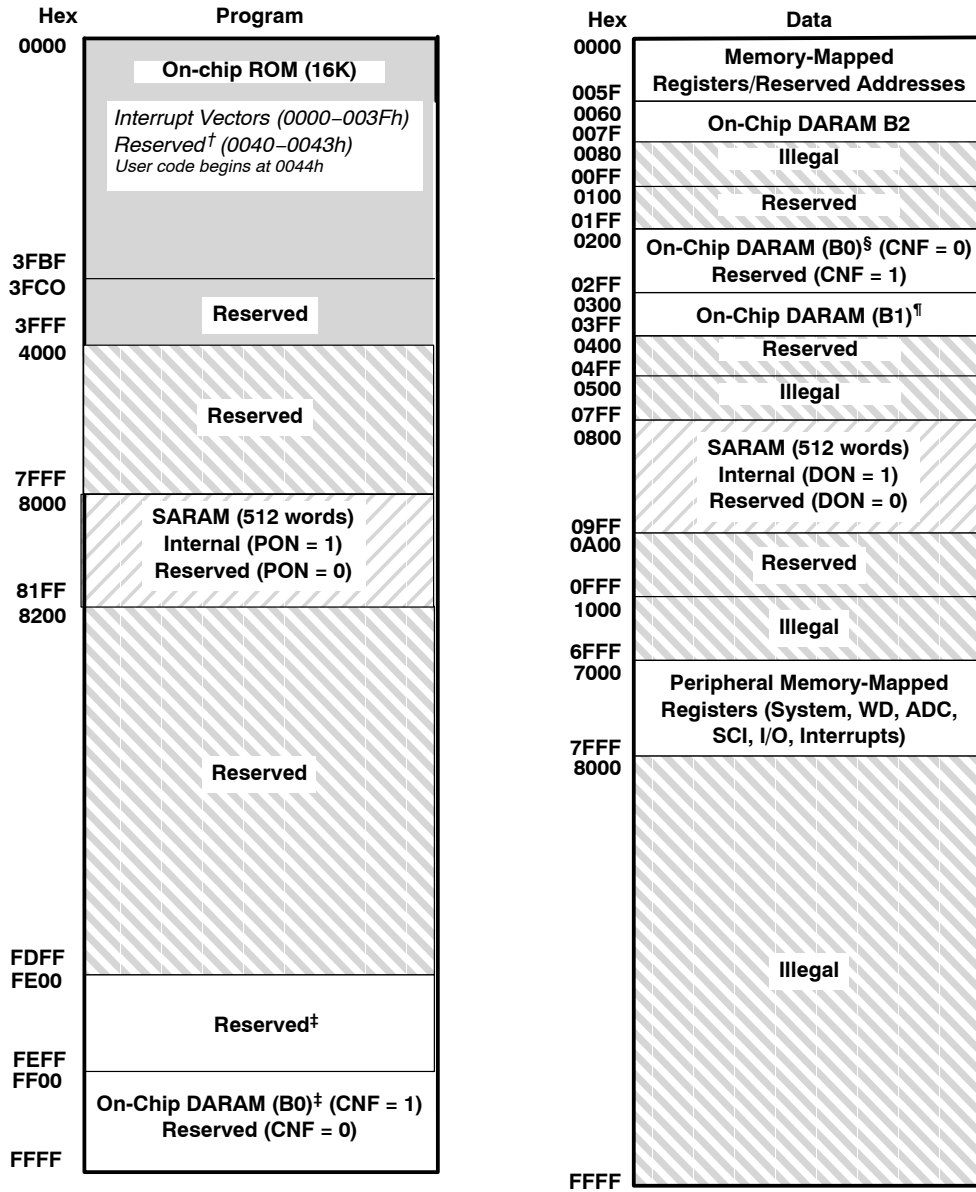 Hex
Program
0000
On-chip ROM (16K)
Interrupt Vectors (0000−003Fh)
Reserved† (0040−0043h)
User code begins at 0044h
3FBF
3FCO
Reserved
3FFF
4000
Reserved
7FFF
8000
SARAM (512 words)
Internal (PON = 1)
Reserved (PON = 0)
81FF
8200
Reserved
FDFF
FE00
Reserved‡
FEFF
FF00
On-Chip DARAM (B0)‡ (CNF = 1)
Reserved (CNF = 0)
FFFF
Hex
Data
0000
Memory-Mapped
Registers/Reserved Addresses
005F
0060
On-Chip DARAM B2
007F
0080
Illegal
00FF
0100
Reserved
01FF
0200
On-Chip DARAM (B0)§ (CNF = 0)
Reserved (CNF = 1)
02FF
0300
On-Chip DARAM (B1)¶
03FF
0400
Reserved
04FF
0500
Illegal
07FF
0800
SARAM (512 words)
Internal (DON = 1)
Reserved (DON = 0)
09FF
0A00
Reserved
0FFF
1000
Illegal
6FFF
7000
Peripheral Memory-Mapped
Registers (System, WD, ADC,
SCI, I/O, Interrupts)
7FFF
8000
Illegal
FFFF